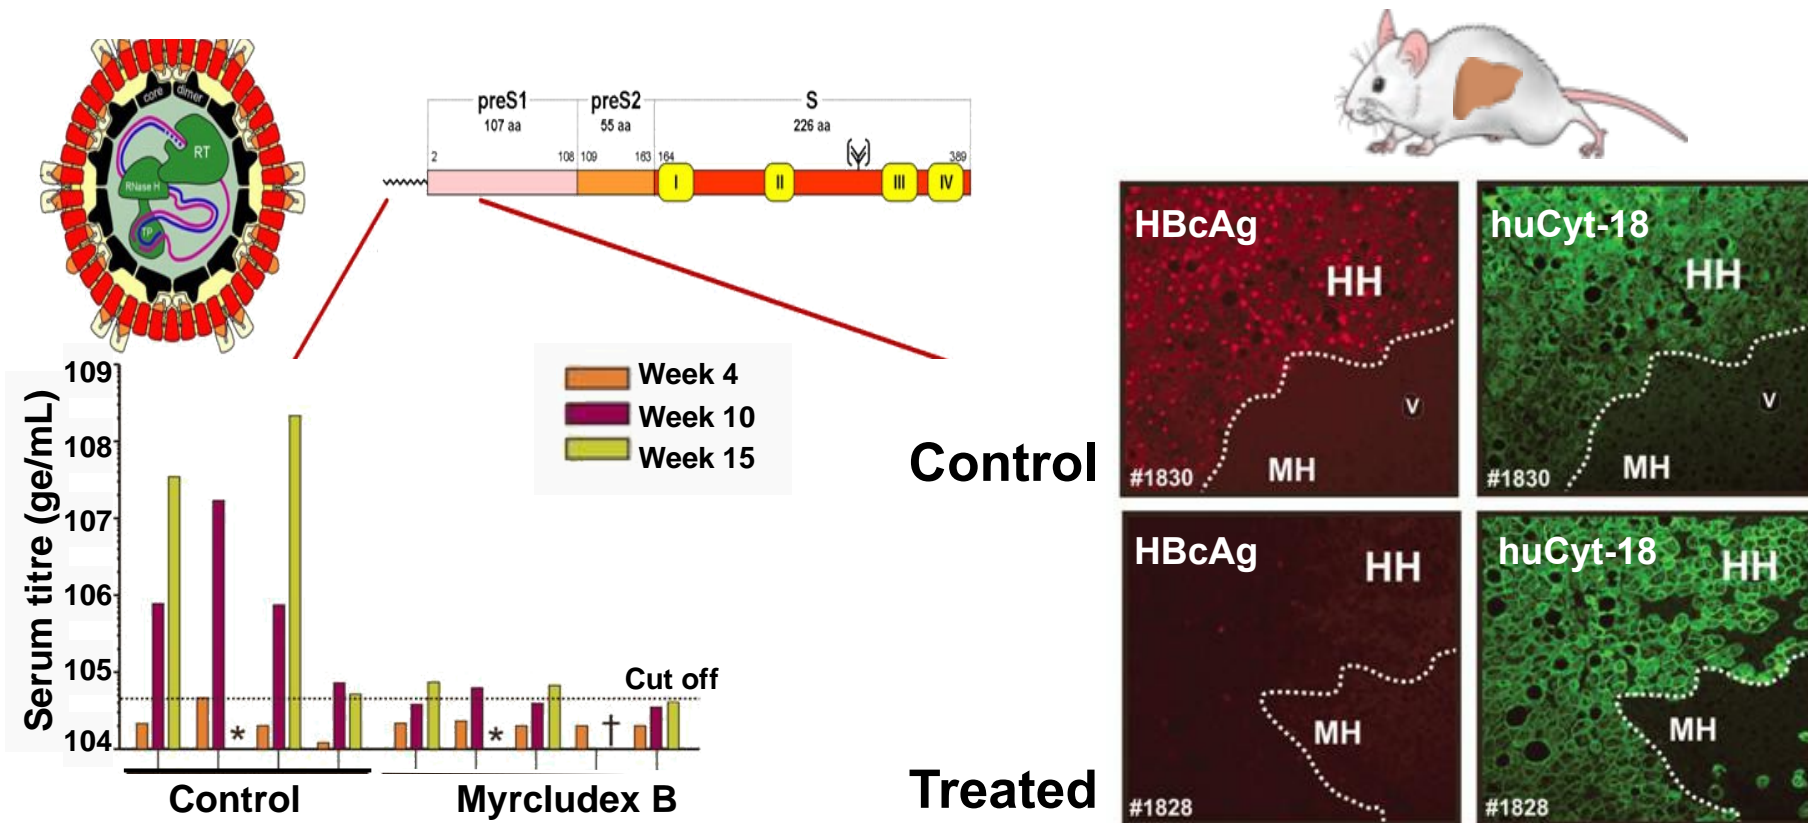 core
dimer
RT
RNase H
TP
preS1
preS2
S
107 aa
55 aa
226 aa
2
108
109
163
164
389
I
II
III
IV
Serum titre (ge/mL)
109
108
107
106
105
104
Week 4
Week 10
Week 15
Cut off
*
*
†
Control
Myrcludex B
Control
HBcAg
HH
V
MH
#1830
huCyt-18
HH
V
MH
#1830
Treated
HBcAg
HH
MH
#1828
huCyt-18
HH
MH
#1828